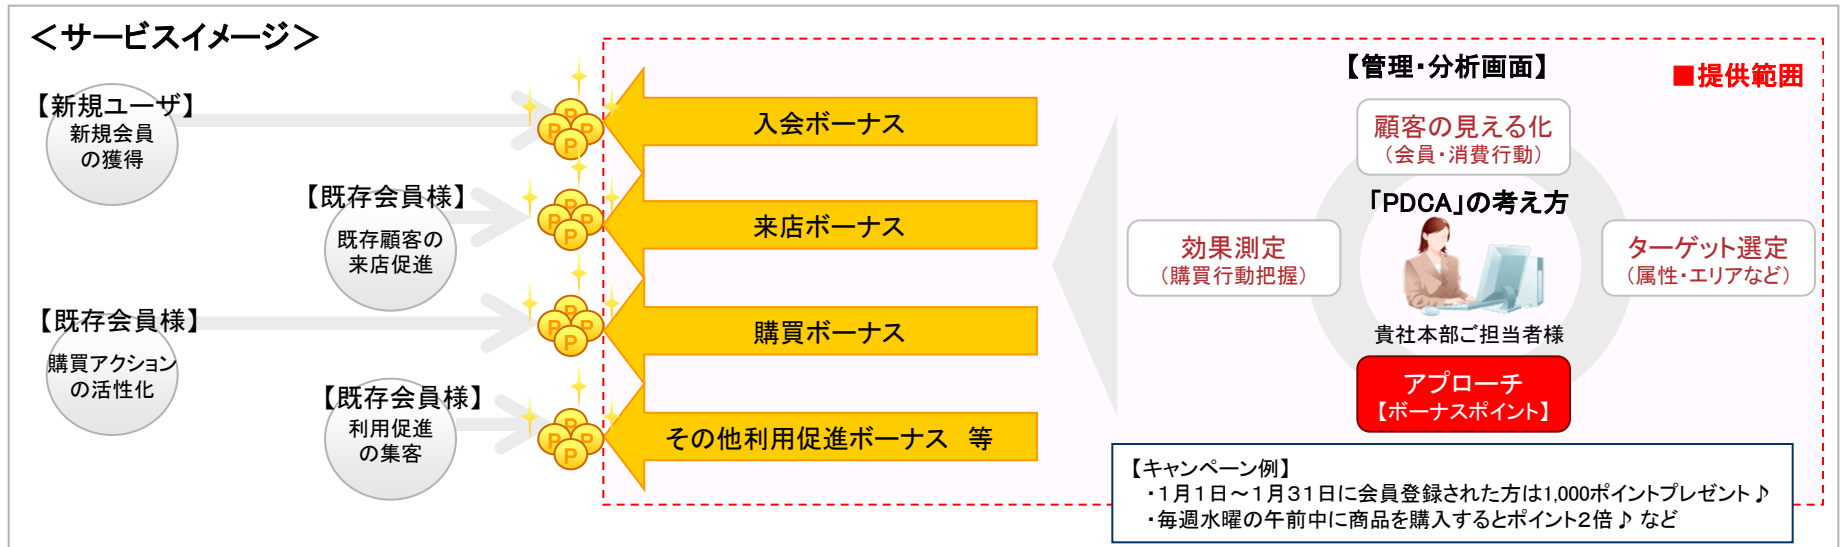 ＜サービスイメージ＞
【新規ユーザ】
新規会員
の獲得
【既存会員様】
既存顧客の
来店促進
【既存会員様】
購買アクション
の活性化
【既存会員様】
利用促進
の集客
P
P P
P
P
P P
P
P
P P
P
P
P P
P
入会ボーナス
来店ボーナス
購買ボーナス
その他利用促進ボーナス　等
【管理・分析画面】
■提供範囲
顧客の見える化
（会員・消費行動）
「PDCA」の考え方
効果測定
（購買行動把握）
ターゲット選定
（属性・エリアなど）
貴社本部ご担当者様
アプローチ
【ボーナスポイント】
【キャンペーン例】
・１月１日～１月３１日に会員登録された方は1,000ポイントプレゼント♪
・毎週水曜の午前中に商品を購入するとポイント２倍♪ など